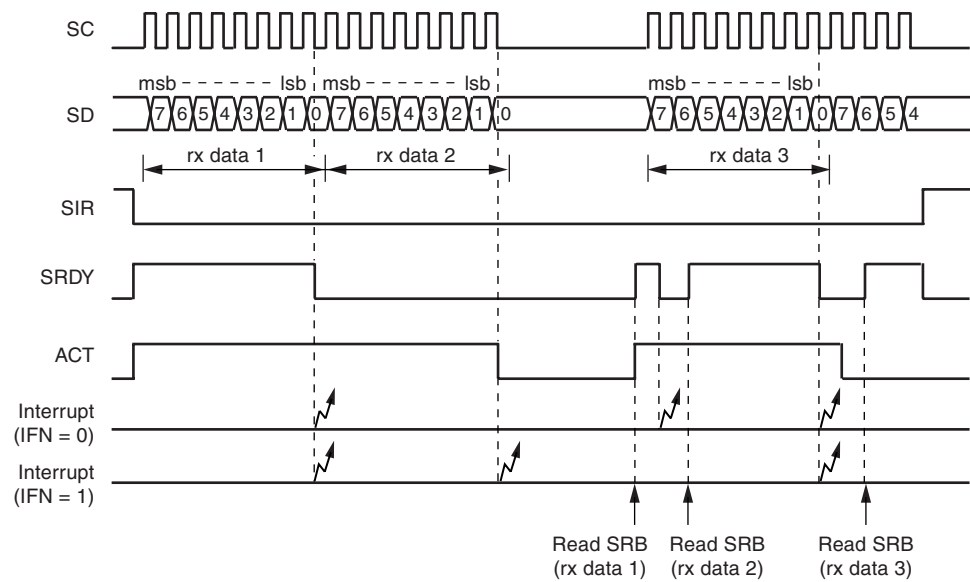 SC
msb lsb msb lsb msb lsb
SD 7 6 5 4 3 2 1 0 7 6 5 4 3 2 1 0 7 6 5 4 3 2 1 0 7 6 5 4
rx data 1 rx data 2 rx data 3
SIR
SRDY
ACT
Interrupt
(IFN = 0)
Interrupt
(IFN = 1)
Read SRB
(rx data 1)
Read SRB
(rx data 2)
Read SRB
(rx data 3)